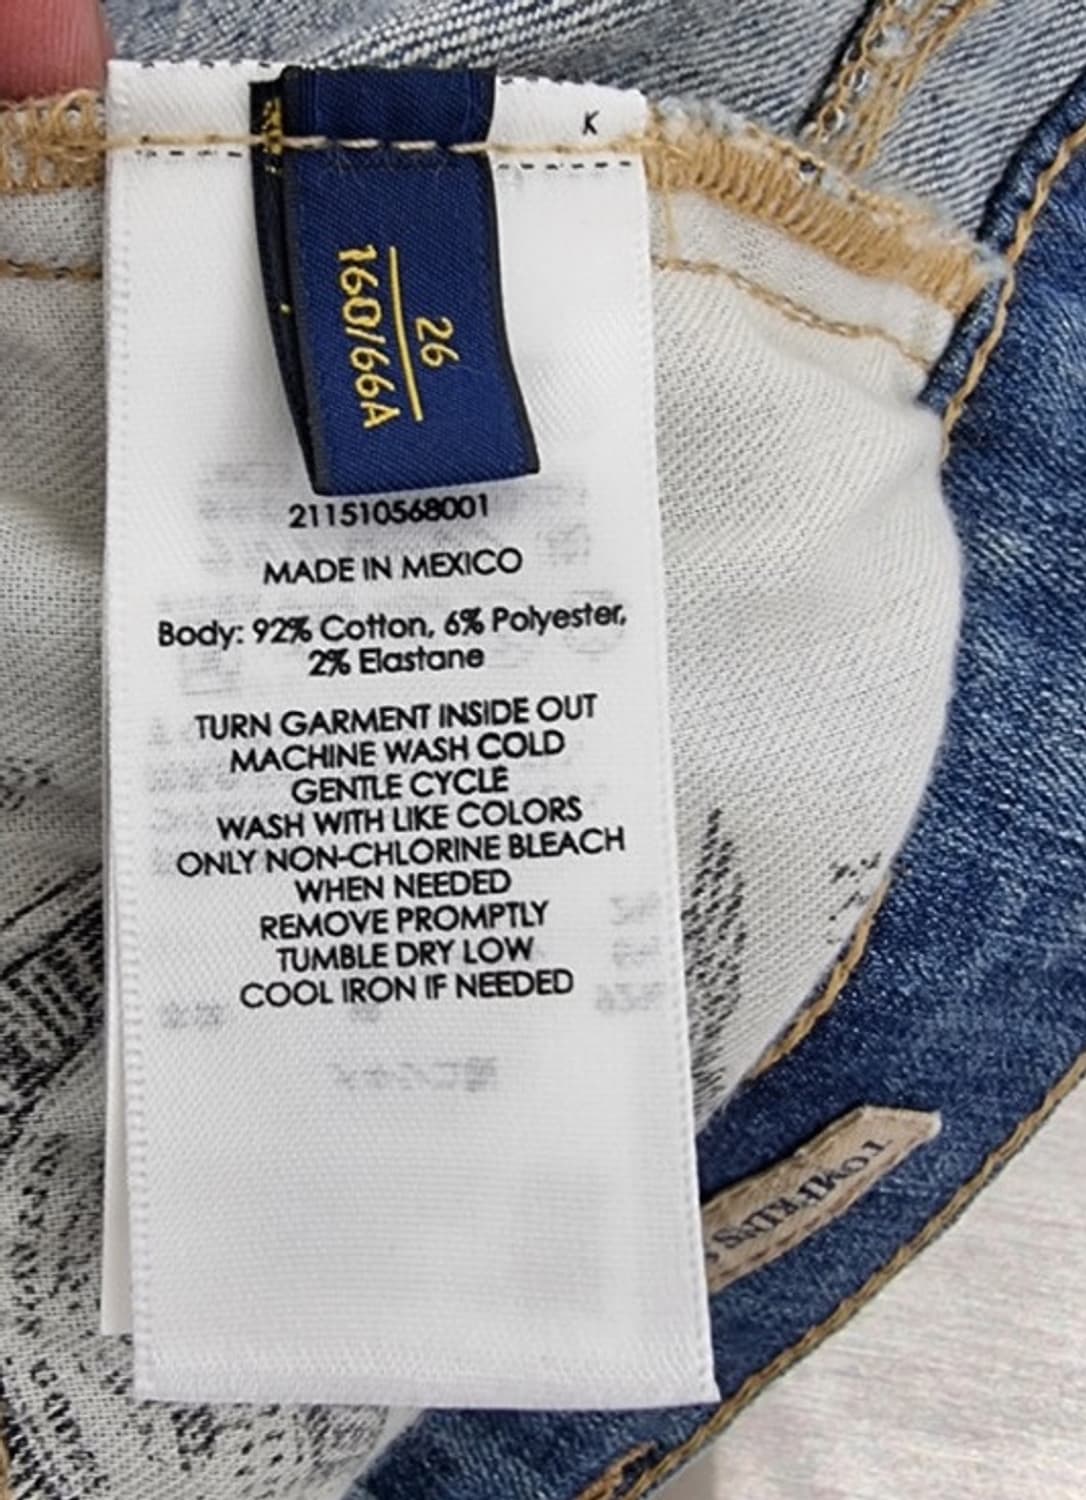 K
26
160/66A
211510568001
MADE IN MEXICO
Body: 92% Cotton, 6% Polyester,
2% Elastane
TURN GARMENT INSIDE OUT
MACHINE WASH COLD
GENTLE CYCLE
WASH WITH LIKE COLORS
ONLY NON-CHLORINE BLEACH
WHEN NEEDED
REMOVE PROMPTLY
TUMBLE DRY LOW
COOL IRON IF NEEDED
TOMPKINS